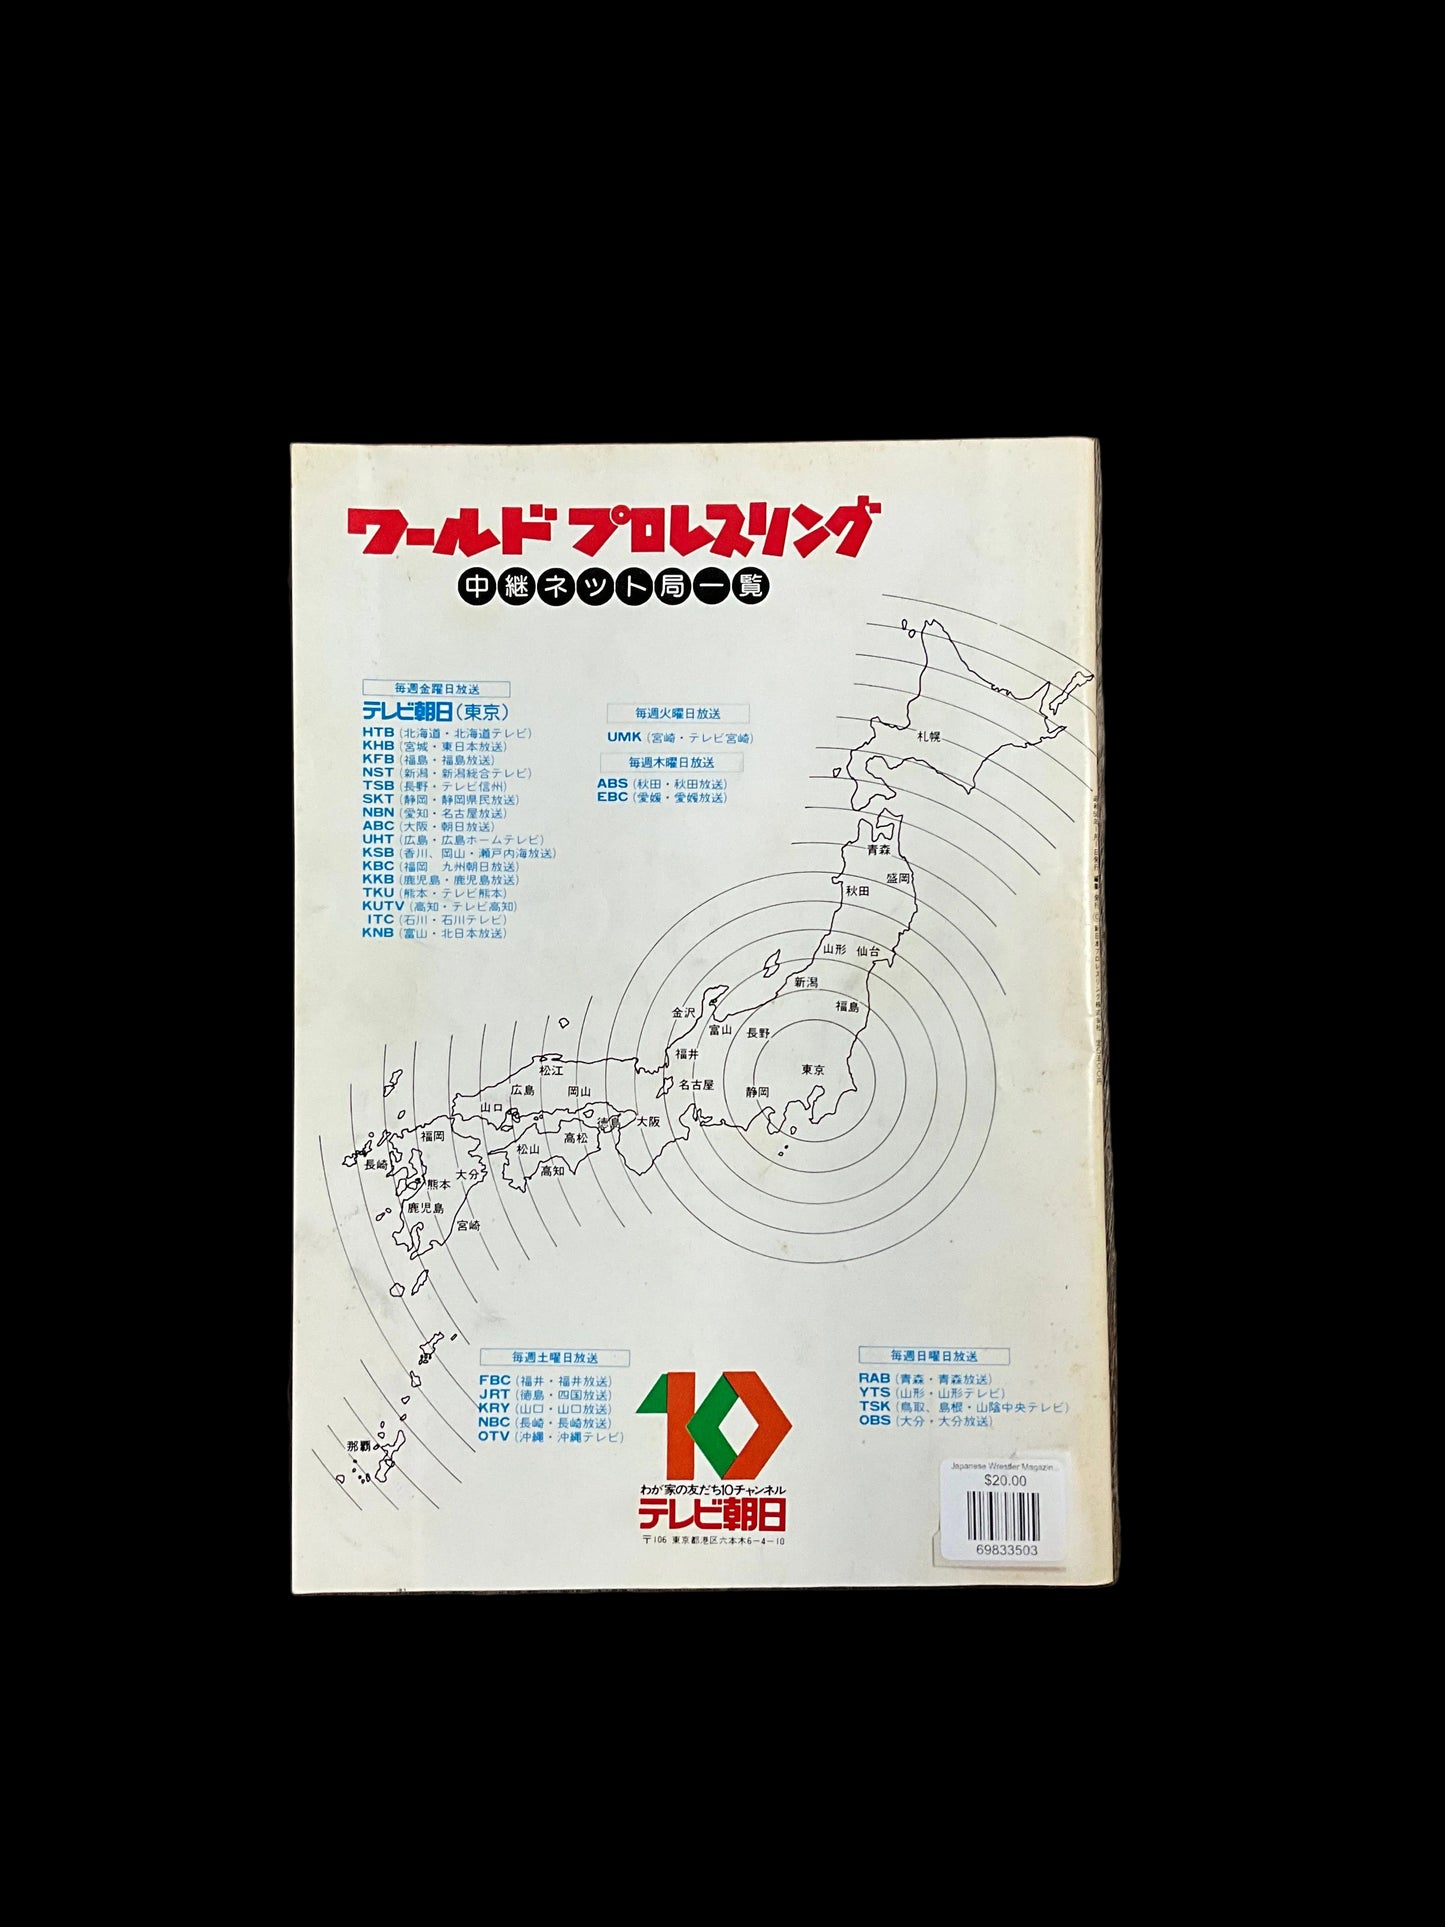 ワールド プロレスリング
中継ネット局一覧
毎週金曜日放送
テレビ朝日(東京)
HTB(北海道・北海道テレビ)
KHB(宮城・東日本放送)
KFB(福島・福島放送)
NST(新潟・新潟総合テレビ)
TSB(長野・テレビ信州)
SKT(静岡・静岡県民放送)
NBN(愛知・名古屋放送)
ABC(大阪・朝日放送)
UHT(広島・広島ホームテレビ)
KSB(香川、岡山・瀬戸内海放送)
KBC(福岡 九州朝日放送)
KKB(鹿児島・鹿児島放送)
TKU(熊本・テレビ熊本)
KUTV(高知・テレビ高知)
ITC(石川・石川テレビ)
KNB(富山・北日本放送)
毎週火曜日放送
UMK(宮崎・テレビ宮崎)
毎週木曜日放送
ABS(秋田・秋田放送)
EBC(愛媛・愛媛放送)
札幌
青森
盛岡
秋田
山形 仙台
新潟
福島
金沢
富山 長野
福井
東京
松江
名古屋
広島 岡山
静岡
山口
徳島 大阪
福岡
高松
松山
長崎
高知
大分
熊本
鹿児島
宮崎
那覇
毎週土曜日放送
FBC(福井・福井放送)
JRT(徳島・四国放送)
KRY(山口・山口放送)
NBC(長崎・長崎放送)
OTV(沖縄・沖縄テレビ)
毎週日曜日放送
RAB(青森・青森放送)
YTS(山形・山形テレビ)
TSK(鳥取、島根・山陰中央テレビ)
OBS(大分・大分放送)
10
わが家の友だち10チャンネル
テレビ朝日
〒106 東京都港区六本木6-4-10
Japanese Wrestler Magazin...
$20.00
69833503